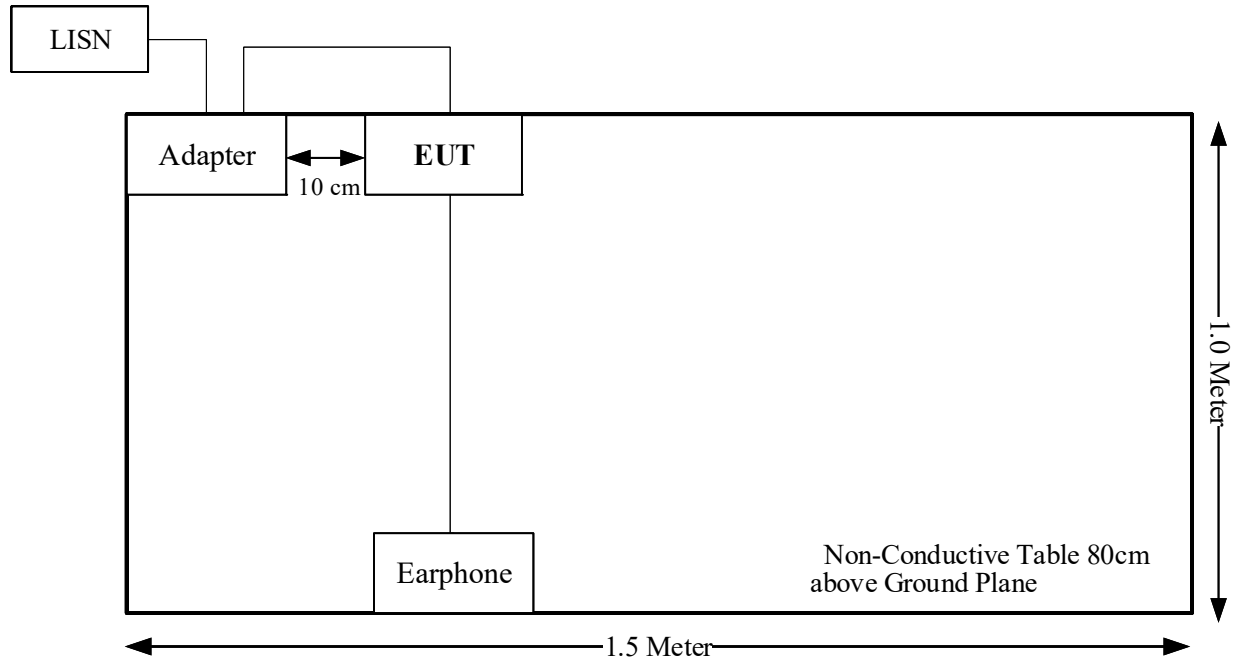 LISN
Adapter
EUT
10 cm
1.0 Meter
Earphone
Non-Conductive Table 80cm
above Ground Plane
1.5 Meter